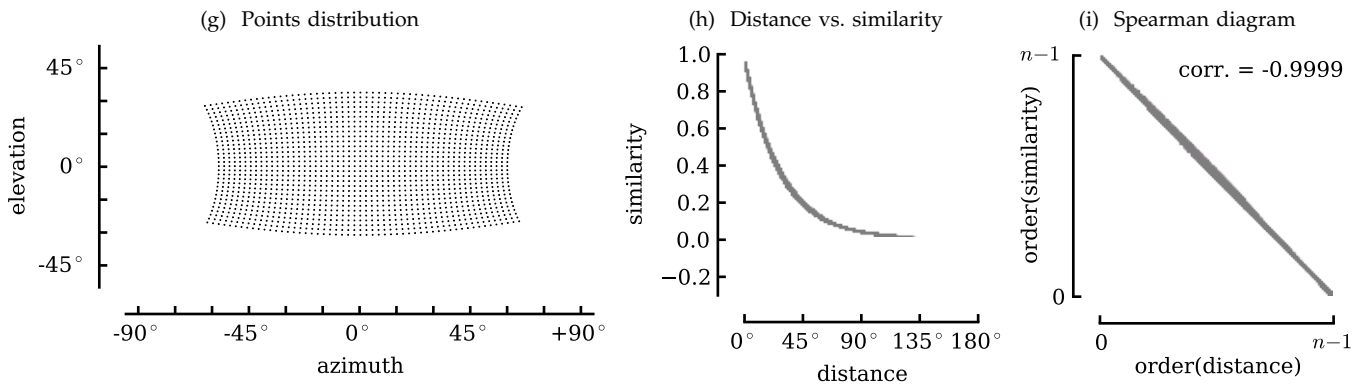 (g) Points distribution
45°
0°
-45°
elevation
-90° -45° 0° 45° +90°
azimuth
(h) Distance vs. similarity
1.0
0.8
0.6
0.4
0.2
0.0
−0.2
similarity
0° 45° 90° 135° 180°
distance
(i) Spearman diagram
n−1
corr. = -0.9999
order(similarity)
0
0 n−1
order(distance)